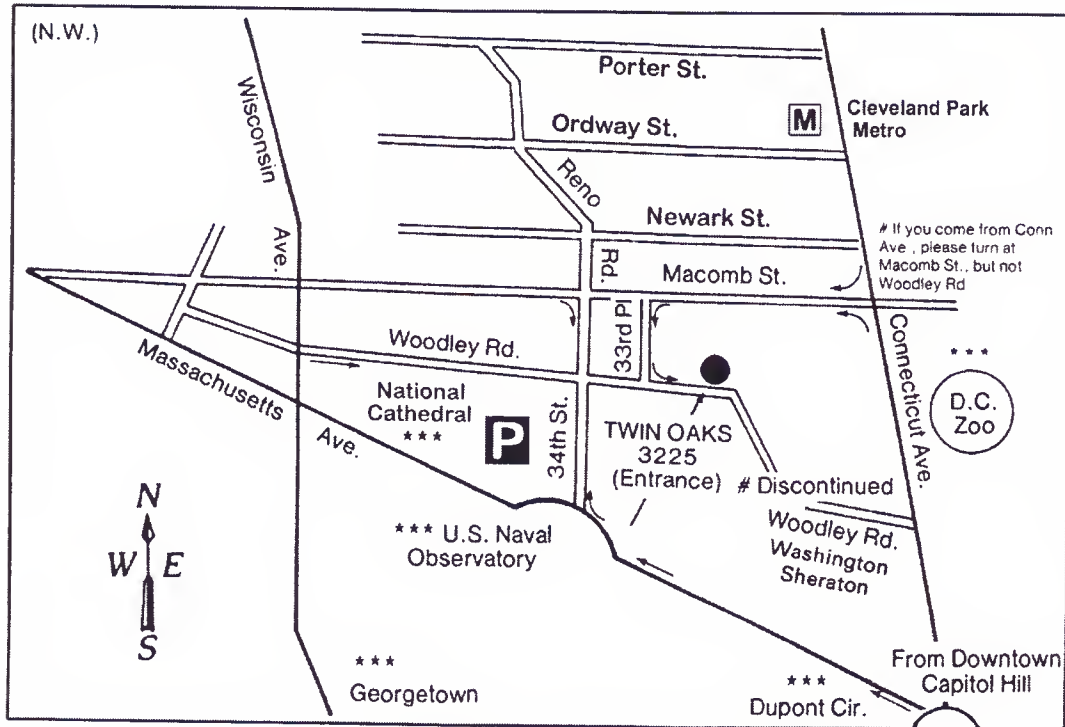 (N.W.)
Porter St.
Wisconsin
Ave.
M
Cleveland Park
Metro
Ordway St.
Reno
Rd.
Newark St.
# If you come from Conn
Ave , please turn at
Macomb St., but not
Woodley Rd
Macomb St.
33rd Pl
Woodley Rd.
Massachusetts
Ave.
National
Cathedral
***
P
34th St.
TWIN OAKS
3225
(Entrance)
# Discontinued
Connecticut Ave.
***
D.C.
Zoo
Woodley Rd.
Washington
Sheraton
*** U.S. Naval
Observatory
N
W E
S
***
Georgetown
***
Dupont Cir.
From Downtown
Capitol Hill